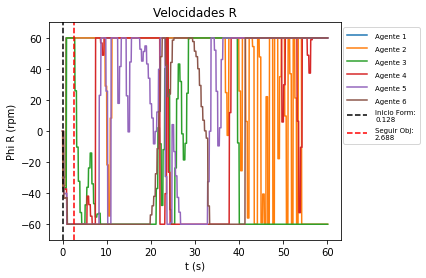 Velocidades R
Phi R (rpm)
60
40
20
0
−20
−40
−60
0
10
20
30
40
50
60
t (s)
Agente 1
Agente 2
Agente 3
Agente 4
Agente 5
Agente 6
Inicio Form:
0.128
Seguir Obj:
2.688